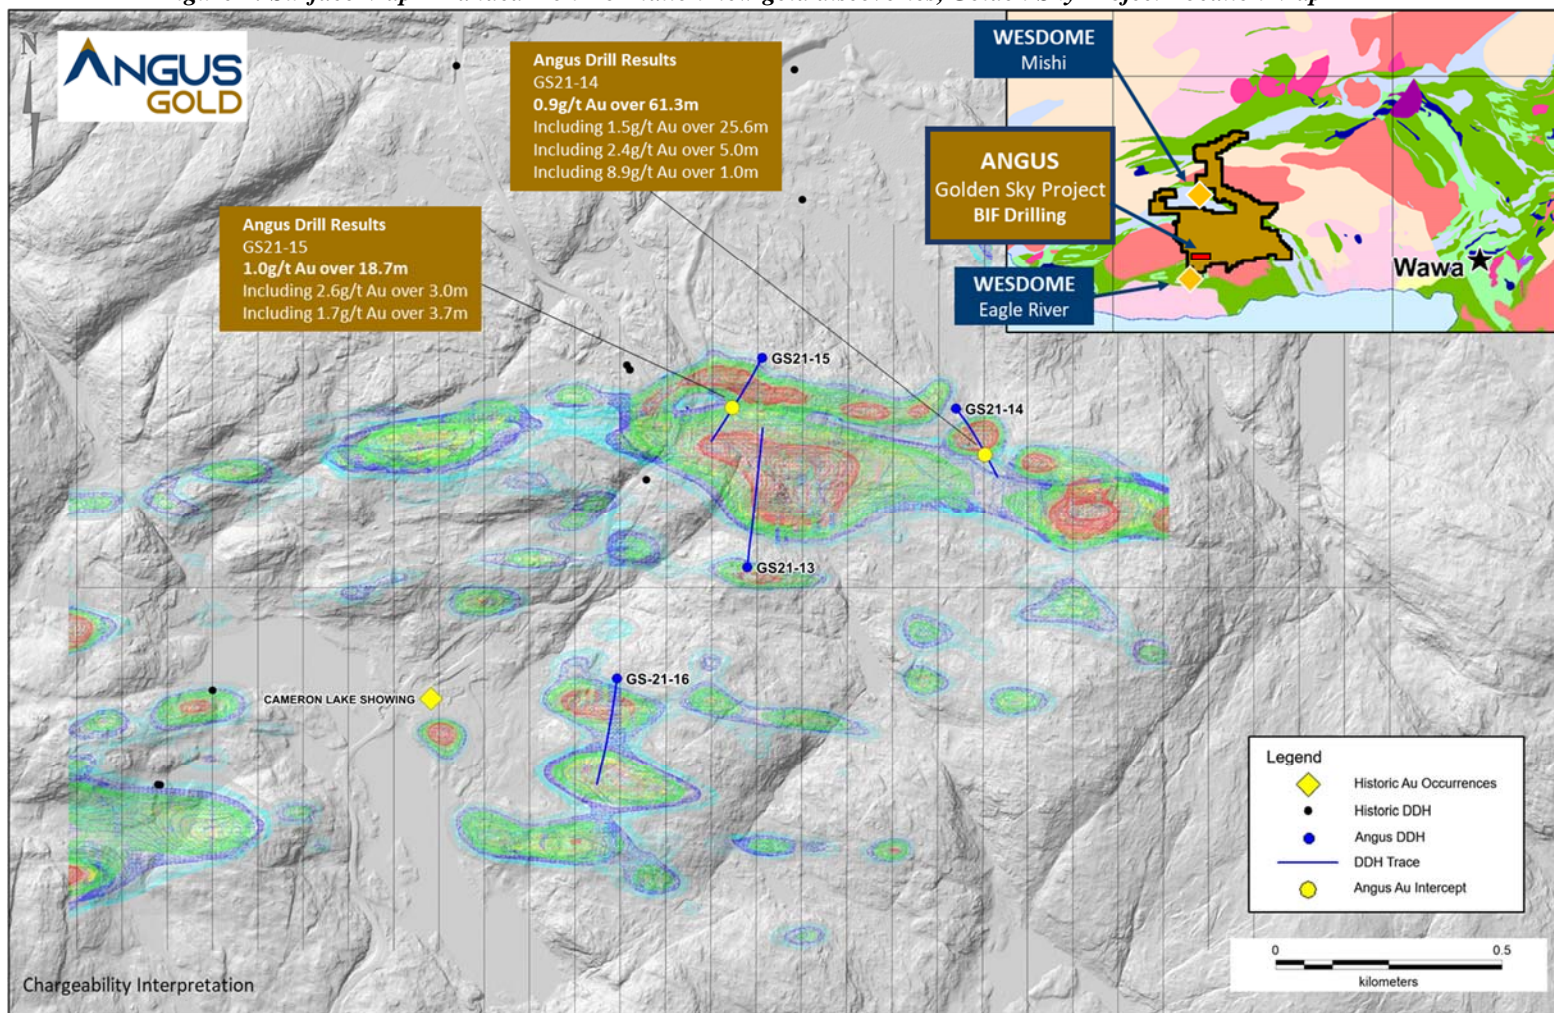 N
ANGUS
GOLD
Angus Drill Results
GS21-14
0.9g/t Au over 61.3m
Including 1.5g/t Au over 25.6m
Including 2.4g/t Au over 5.0m
Including 8.9g/t Au over 1.0m
WESDOME
Mishi
ANGUS
Golden Sky Project
BIF Drilling
WESDOME
Eagle River
Wawa
Angus Drill Results
GS21-15
1.0g/t Au over 18.7m
Including 2.6g/t Au over 3.0m
Including 1.7g/t Au over 3.7m
GS21-15
GS21-14
GS21-13
GS-21-16
CAMERON LAKE SHOWING
Legend
Historic Au Occurrences
Historic DDH
Angus DDH
DDH Trace
Angus Au Intercept
0 0.5
kilometers
Chargeability Interpretation